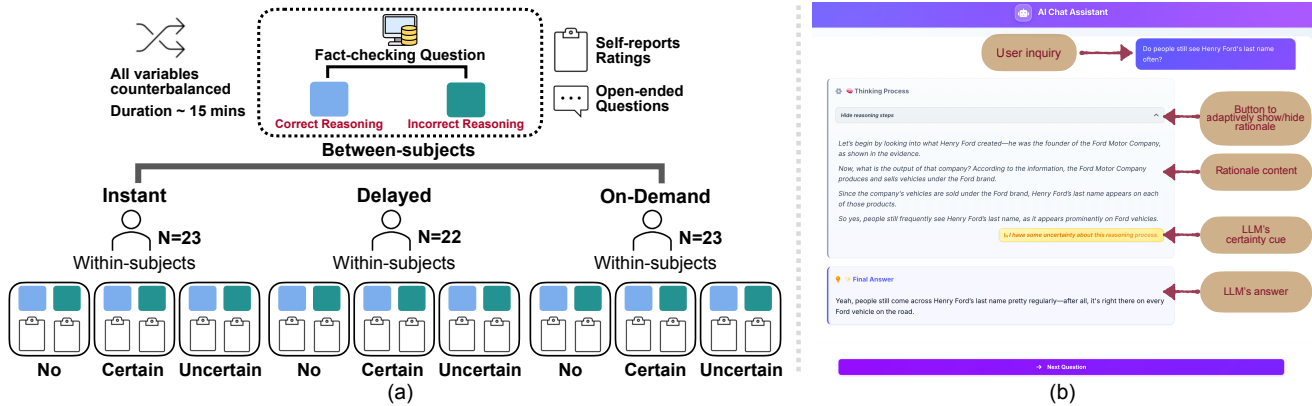 All variables
counterbalanced
Duration ~ 15 mins
Fact-checking Question
Correct Reasoning
Incorrect Reasoning
Self-reports
Ratings
Open-ended
Questions
Between-subjects
Instant
N=23
Within-subjects
No
Certain
Uncertain
Delayed
N=22
Within-subjects
No
Certain
Uncertain
On-Demand
N=23
Within-subjects
No
Certain
Uncertain
(a)
AI Chat Assistant
User inquiry
Do people still see Henry Ford's last name
often?
Thinking Process
Hide reasoning steps
Button to
adaptively show/hide
rationale
Let's begin by looking into what Henry Ford created—he was the founder of the Ford Motor Company,
as shown in the evidence.
Now, what is the output of that company? According to the information, the Ford Motor Company
produces and sells vehicles under the Ford brand.
Rationale content
Since the company's vehicles are sold under the Ford brand, Henry Ford's last name appears on each
of those products.
So yes, people still frequently see Henry Ford's last name, as it appears prominently on Ford vehicles.
I have some uncertainty about this reasoning process.
LLM's
certainty cue
Final Answer
Yeah, people still come across Henry Ford's last name pretty regularly—after all, it's right there on every
Ford vehicle on the road.
LLM's answer
→ Next Question
(b)